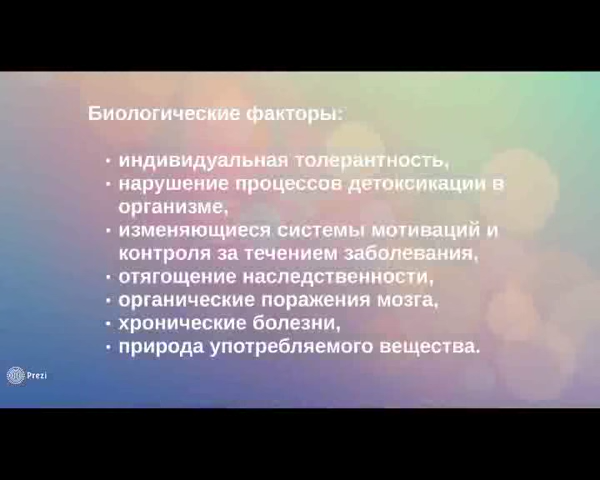 Биологические факторы:
• индивидуальная толерантность,
• нарушение процессов детоксикации в
организме,
• изменяющиеся системы мотиваций и
контроля за течением заболевания,
• отягощение наследственности,
• органические поражения мозга,
• хронические болезни,
• природа употребляемого вещества.
Prezi